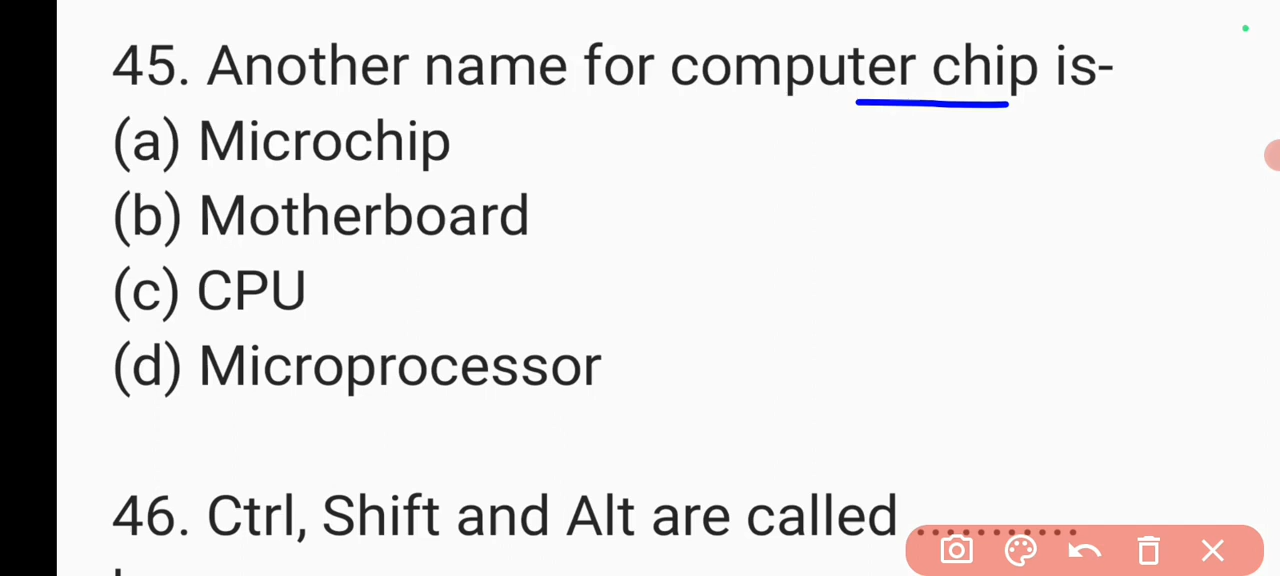 45. Another name for computer chip is-
(a) Microchip
(b) Motherboard
(c) CPU
(d) Microprocessor
46. Ctrl, Shift and Alt are called ...........